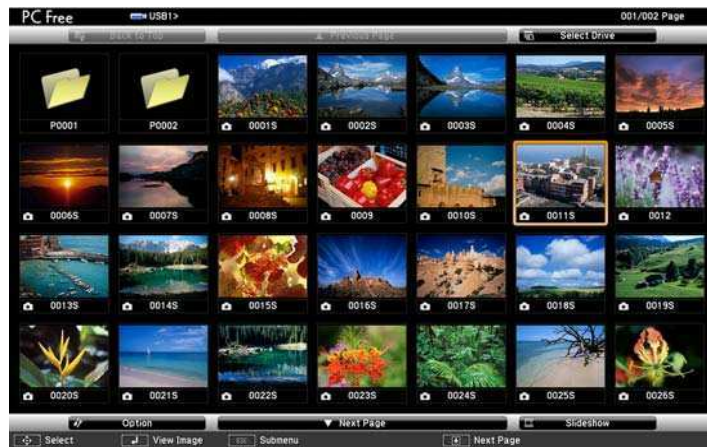 PC Free USB1> 001/002 Page
Back to Top Previous Page Select Drive
P0001 P0002 0001S 0002S 0003S 0004S 0005S
0006S 0007S 0008S 0009 0010S 0011S 0012
0013S 0014S 0015S 0016S 0017S 0018S 0019S
0020S 0021S 0022S 0023S 0024S 0025S 0026S
Option Next Page Slideshow
Select View Image Esc Submenu Next Page